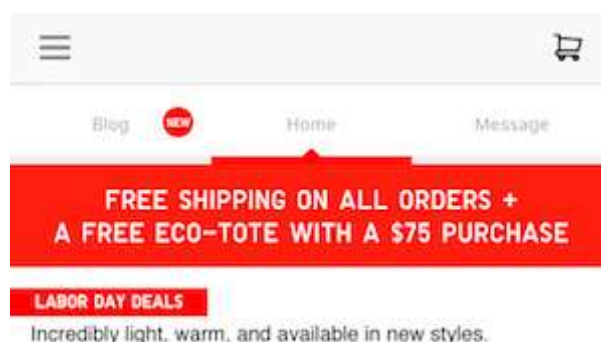 Blog NEW Home Message
FREE SHIPPING ON ALL ORDERS +
A FREE ECO-TOTE WITH A $75 PURCHASE
LABOR DAY DEALS
Incredibly light, warm, and available in new styles.